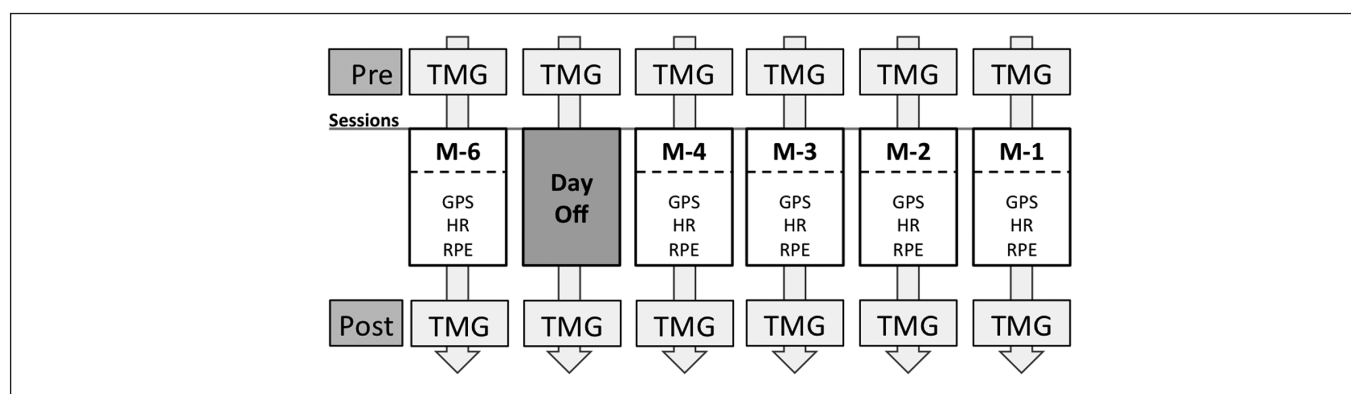 Pre TMG TMG TMG TMG TMG TMG
Sessions
M-6 M-4 M-3 M-2 M-1
Day
Off
GPS GPS GPS GPS GPS
HR HR HR HR HR
RPE RPE RPE RPE RPE
Post TMG TMG TMG TMG TMG TMG